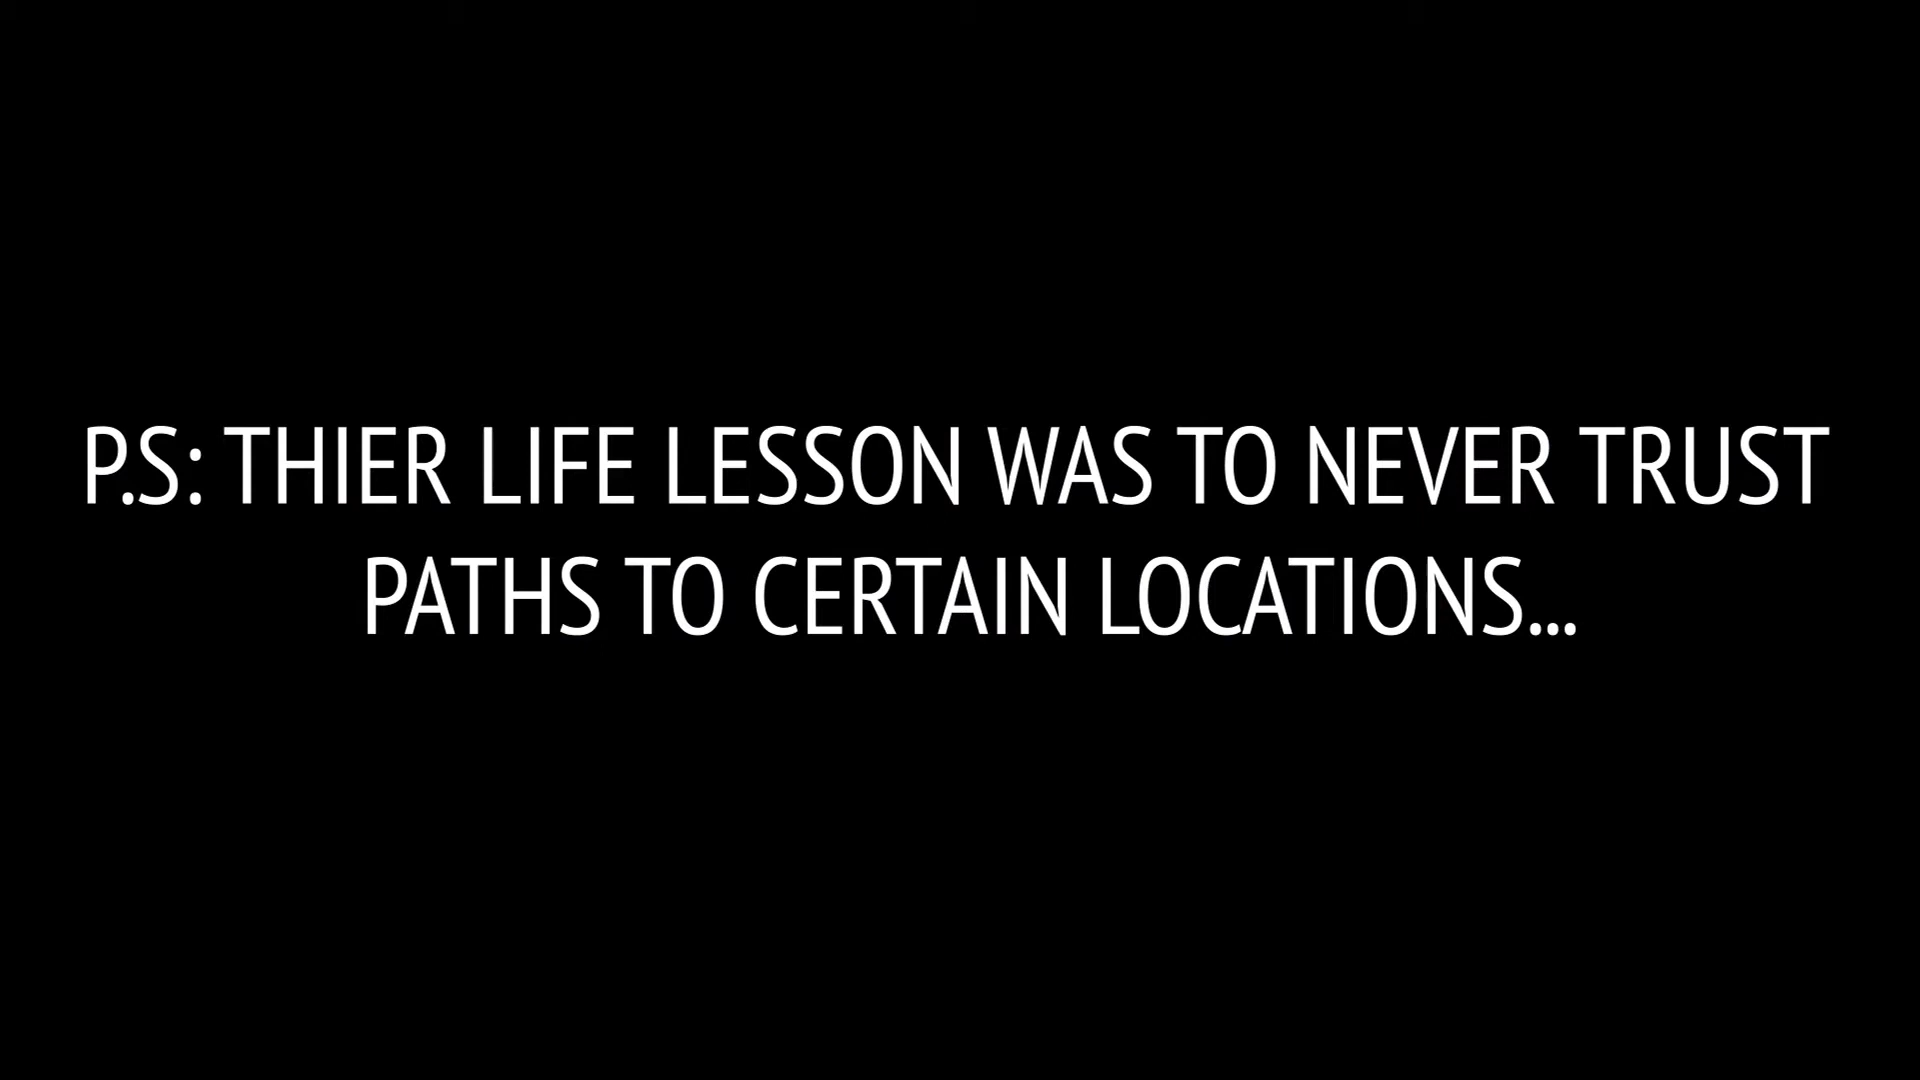 P.S: THIER LIFE LESSON WAS TO NEVER TRUST
PATHS TO CERTAIN LOCATIONS...